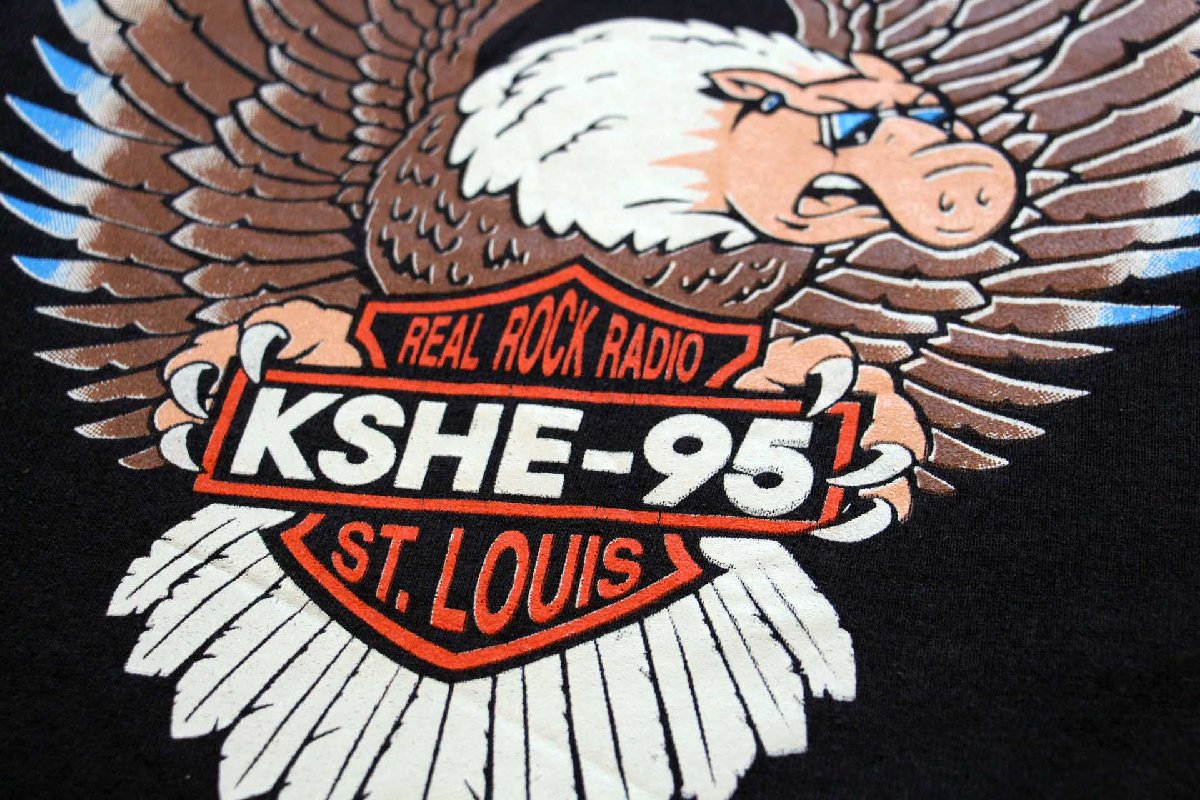 REAL ROCK RADIO
KSHE-95
ST. LOUIS